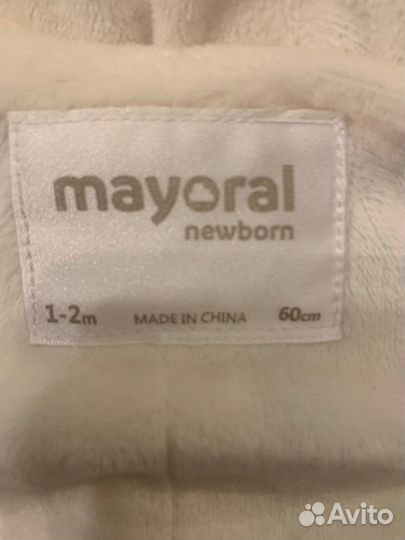 mayoral
newborn
1-2m MADE IN CHINA 60cm
Avito